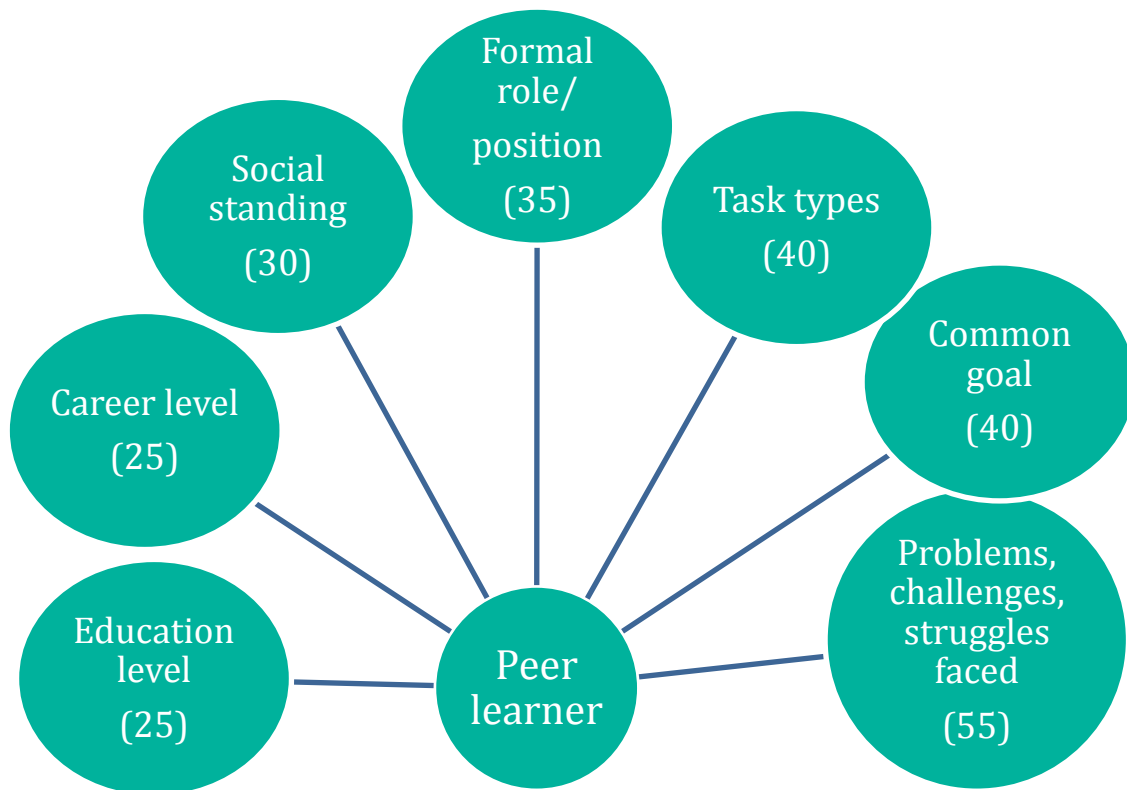 Formal
role/
position
(35)
Social
standing
(30)
Task types
(40)
Career level
(25)
Common
goal
(40)
Education
level
(25)
Problems,
challenges,
struggles
faced
(55)
Peer
learner